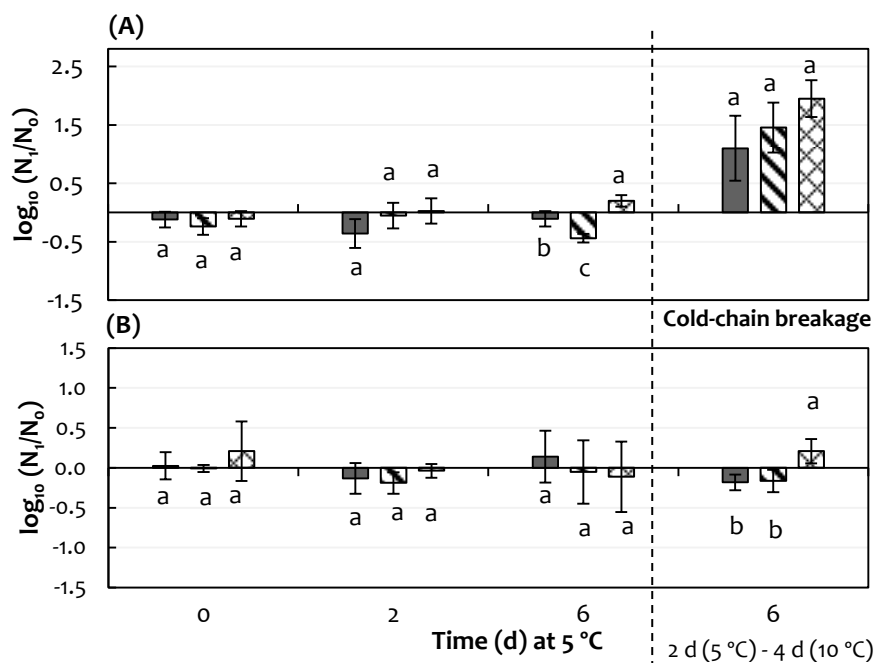 (A)
2.5
1.5
0.5
-0.5
-1.5
log₁₀ (N₁/N₀)
a a a
a a a
b c a
a a a
Cold-chain breakage
(B)
1.5
1.0
0.5
0.0
-0.5
-1.0
-1.5
log₁₀ (N₁/N₀)
a a a
a a a
a a a
b b a
0 2 6 6
Time (d) at 5 °C
2 d (5 °C) - 4 d (10 °C)